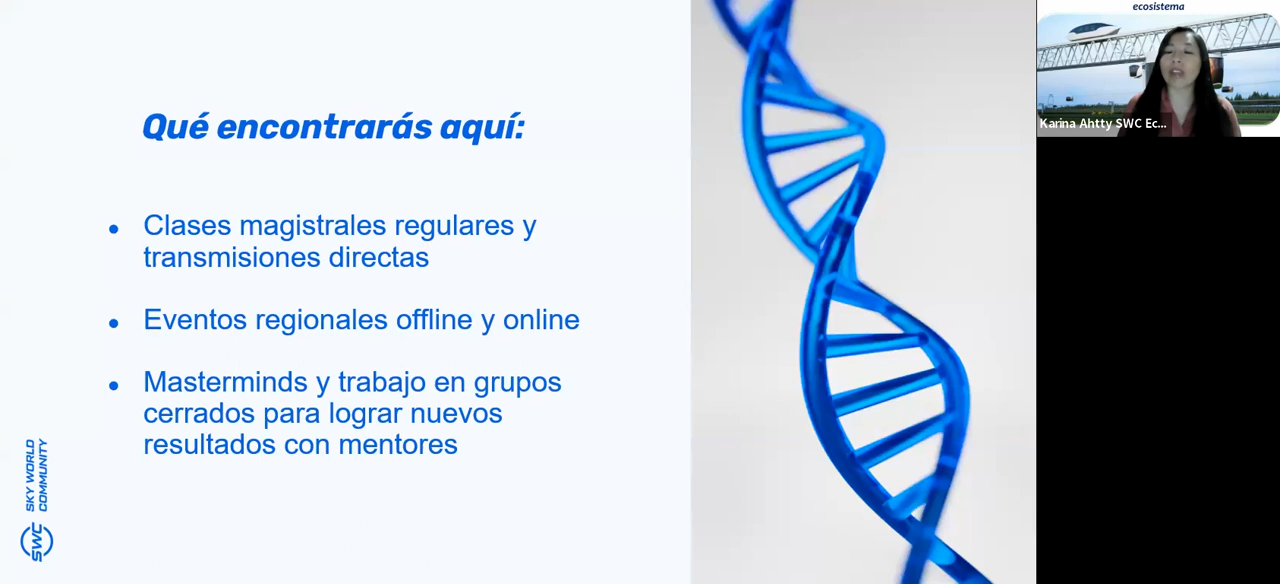 Qué encontrarás aquí:
Clases magistrales regulares y
transmisiones directas
Eventos regionales offline y online
Masterminds y trabajo en grupos
cerrados para lograr nuevos
resultados con mentores
SWC
SKY WORLD
COMMUNITY
ecosistema
Karina Ahtty SWC Ec...